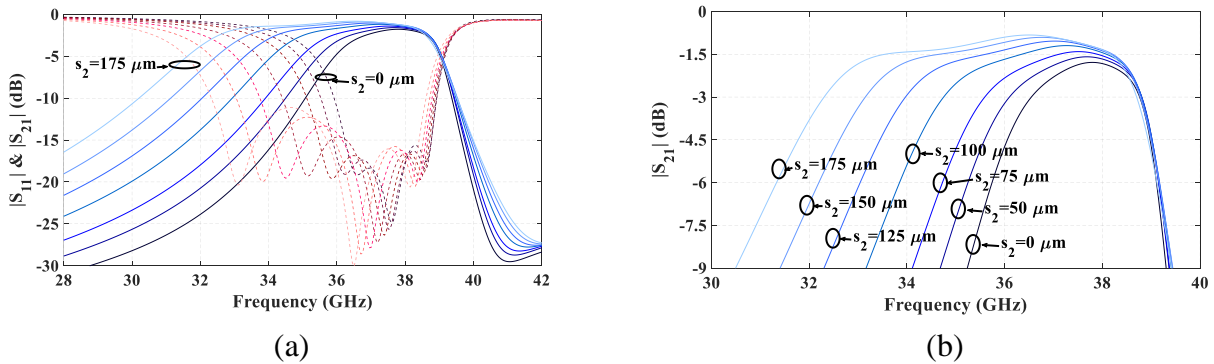 |S11| & |S21| (dB)
0
-5
-10
-15
-20
-25
-30
s2=175 μm
s2=0 μm
28 30 32 34 36 38 40 42
Frequency (GHz)
(a)
|S21| (dB)
0
-1.5
-3
-4.5
-6
-7.5
-9
s2=100 μm
s2=175 μm
s2=75 μm
s2=150 μm
s2=50 μm
s2=125 μm
s2=0 μm
30 32 34 36 38 40
Frequency (GHz)
(b)